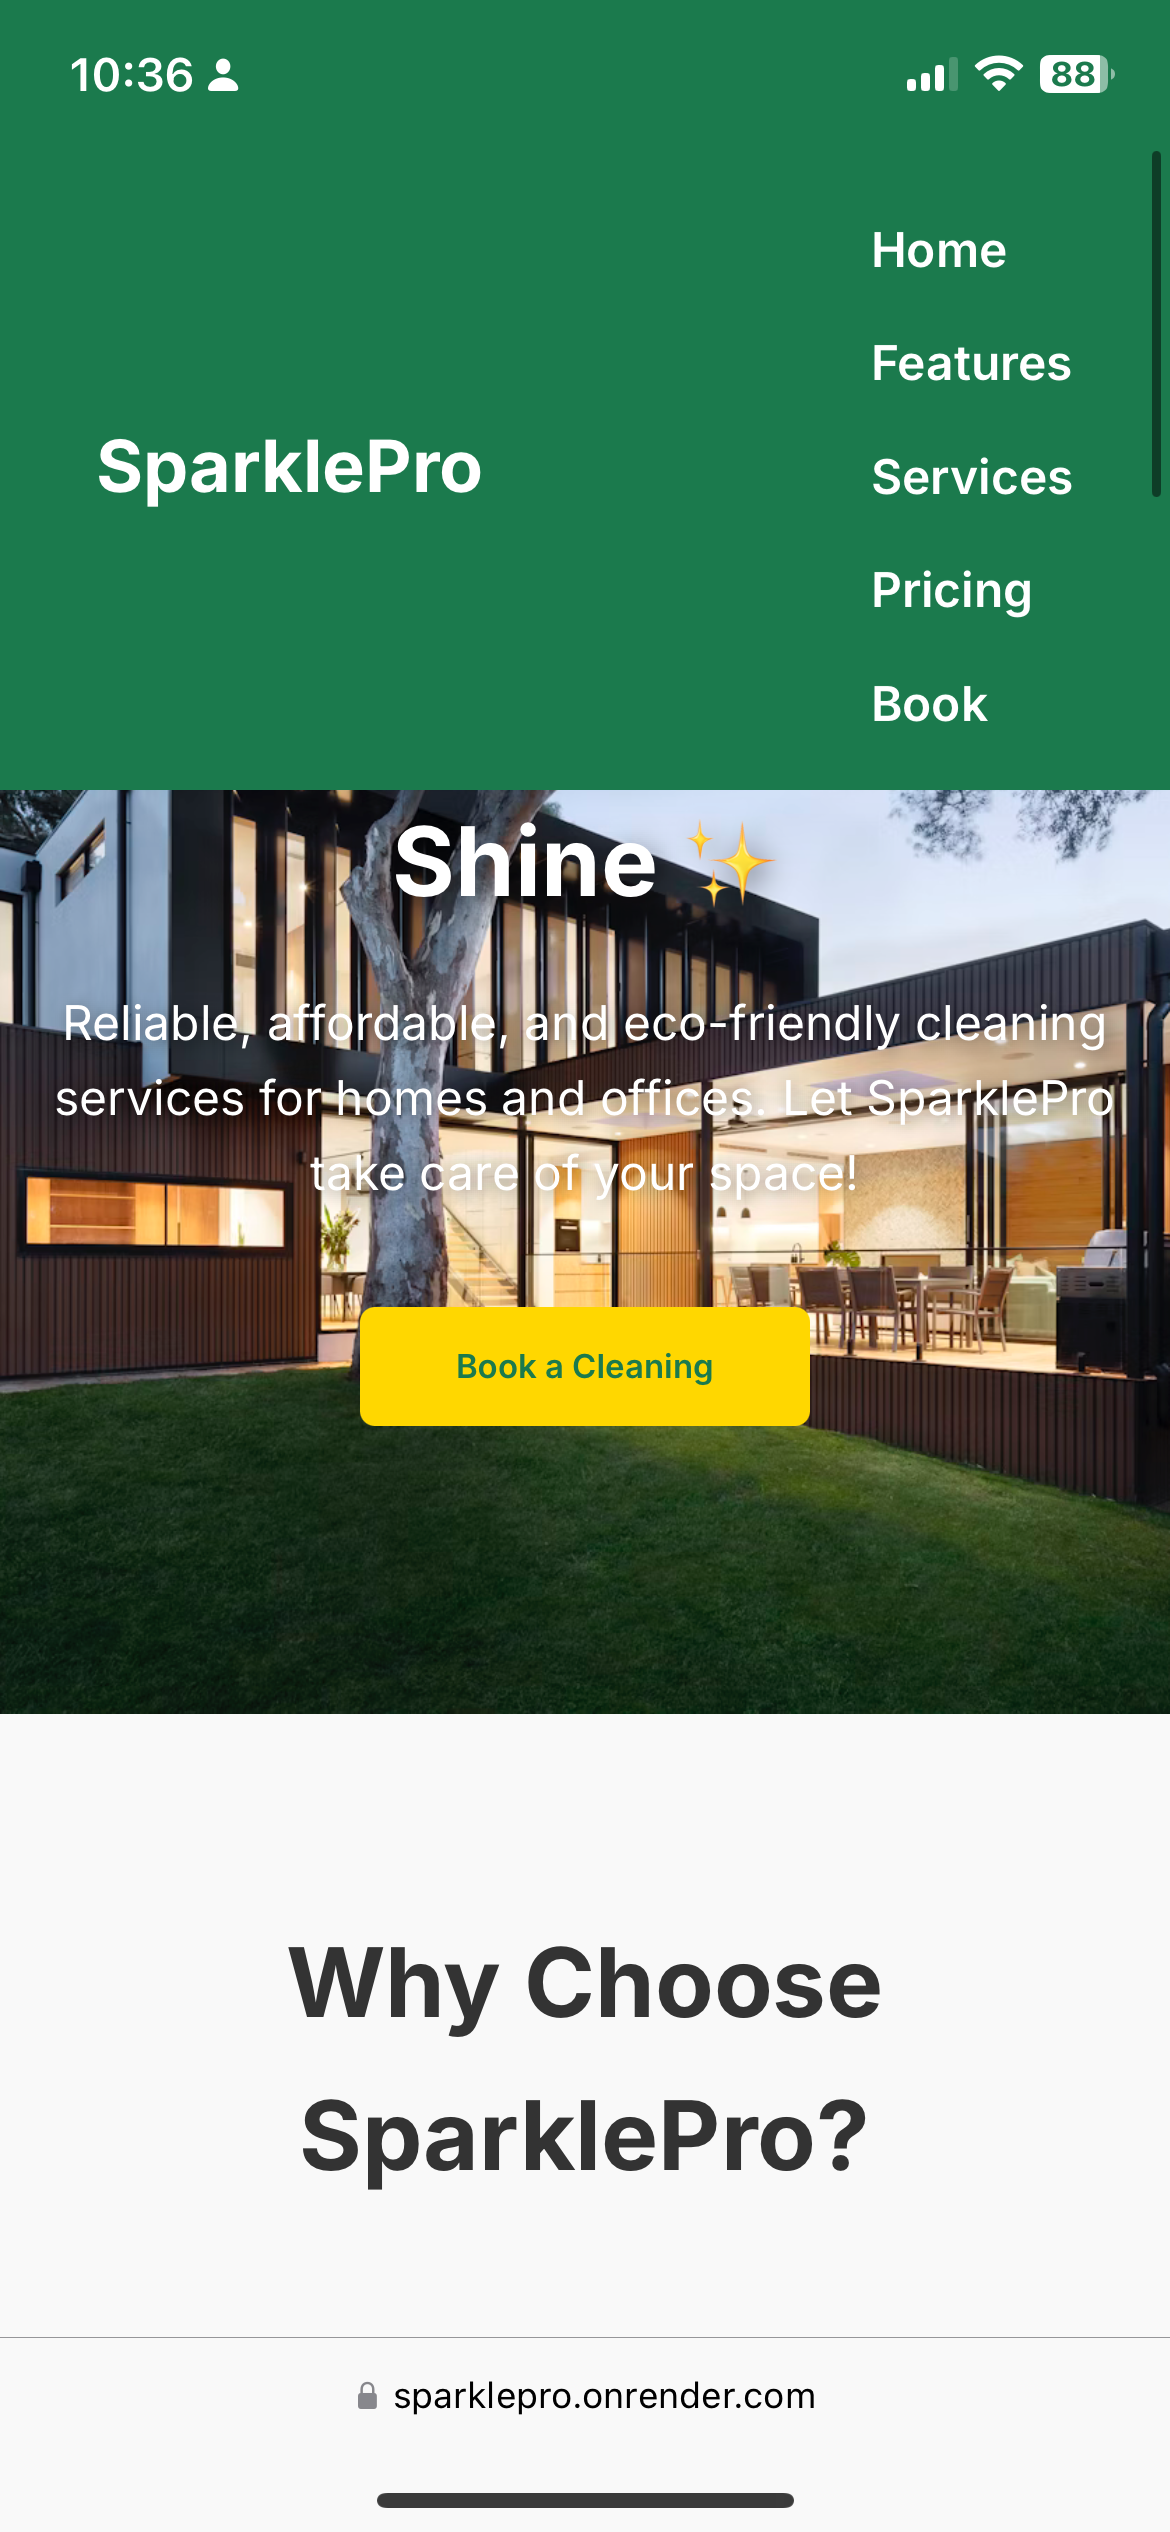 10:36
88
Home
Features
SparklePro
Services
Pricing
Book
Shine ✨
Reliable, affordable, and eco-friendly cleaning
services for homes and offices. Let SparklePro
take care of your space!
Book a Cleaning
Why Choose
SparklePro?
sparklepro.onrender.com